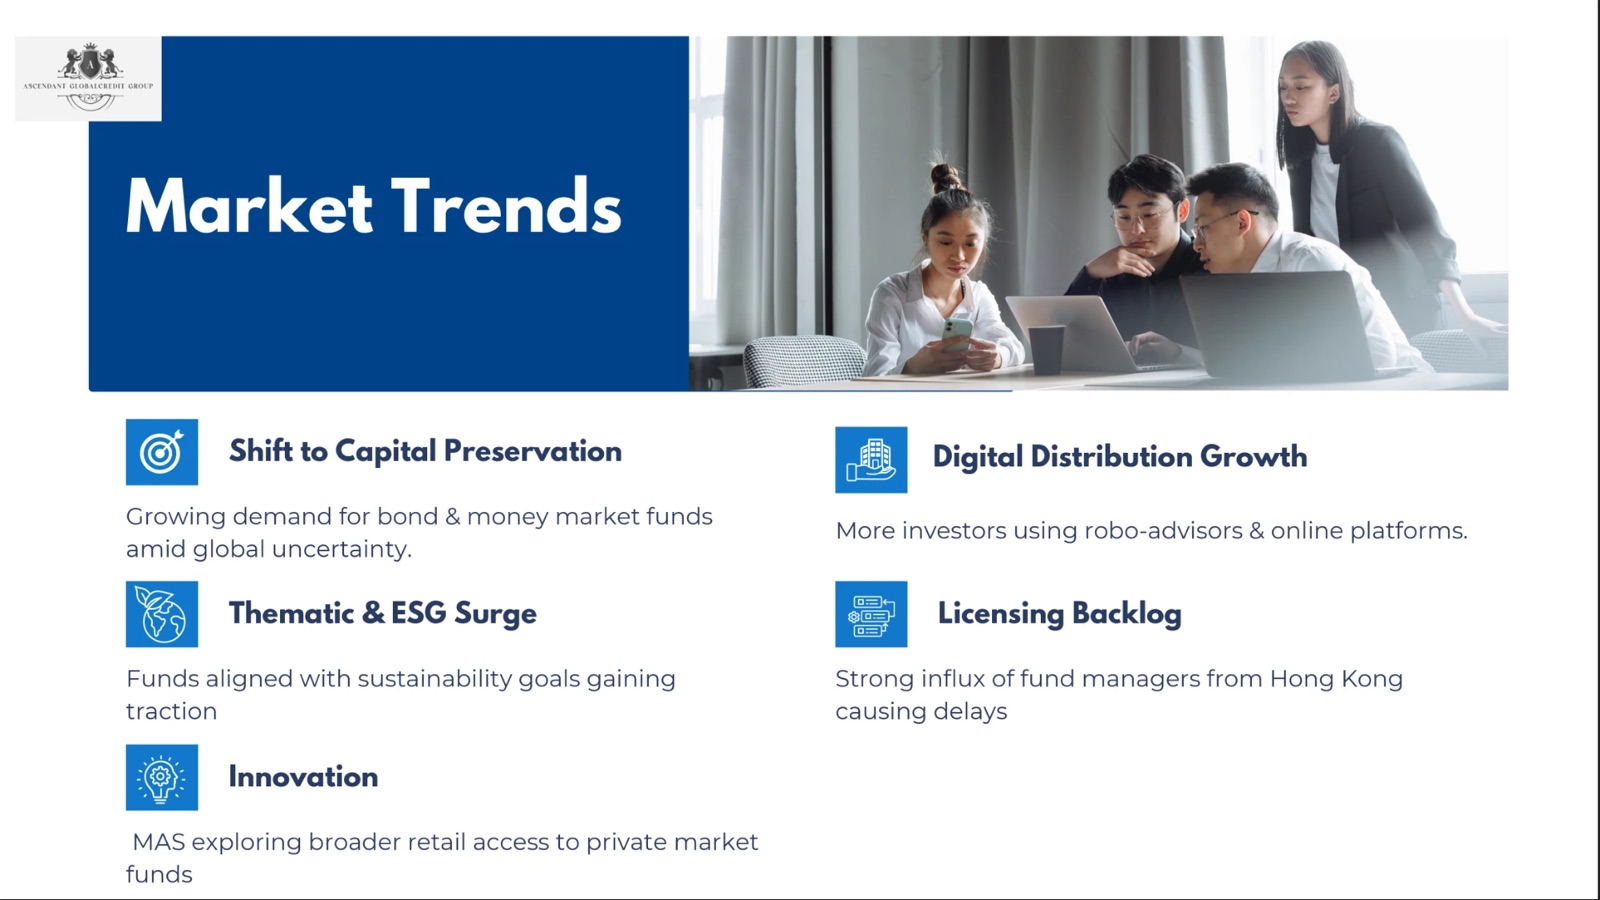 A
ASCENDANT GLOBALCREDIT GROUP
Market Trends
Shift to Capital Preservation
Growing demand for bond & money market funds
amid global uncertainty.
Thematic & ESG Surge
Funds aligned with sustainability goals gaining
traction
Innovation
MAS exploring broader retail access to private market
funds
Digital Distribution Growth
More investors using robo-advisors & online platforms.
Licensing Backlog
Strong influx of fund managers from Hong Kong
causing delays